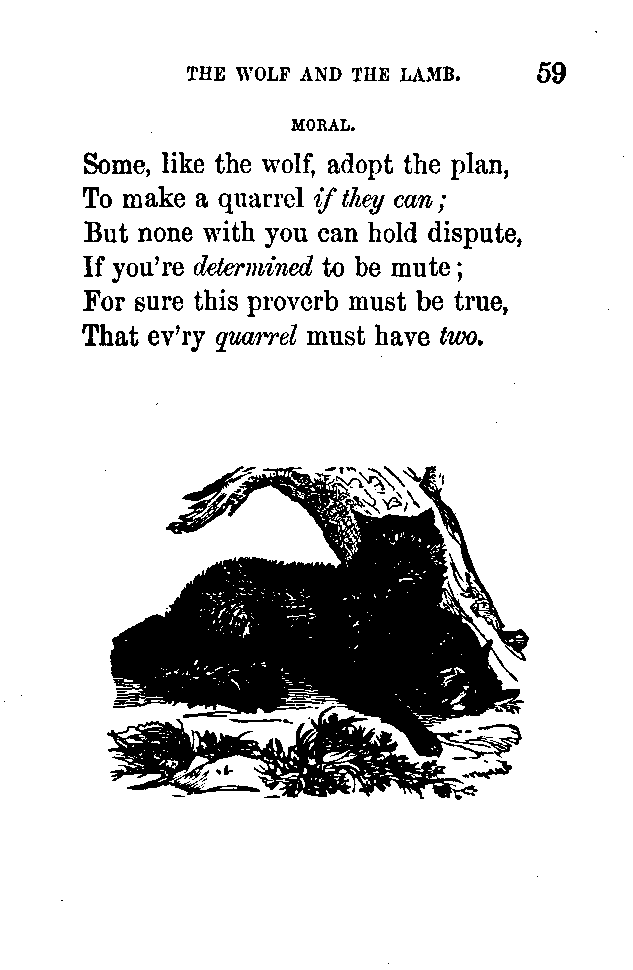 THE WOLF AND THE LAMB. 59
MORAL.
Some, like the wolf, adopt the plan,
To make a quarrel if they can;
But none with you can hold dispute,
If you're determined to be mute;
For sure this proverb must be true,
That ev'ry quarrel must have two.